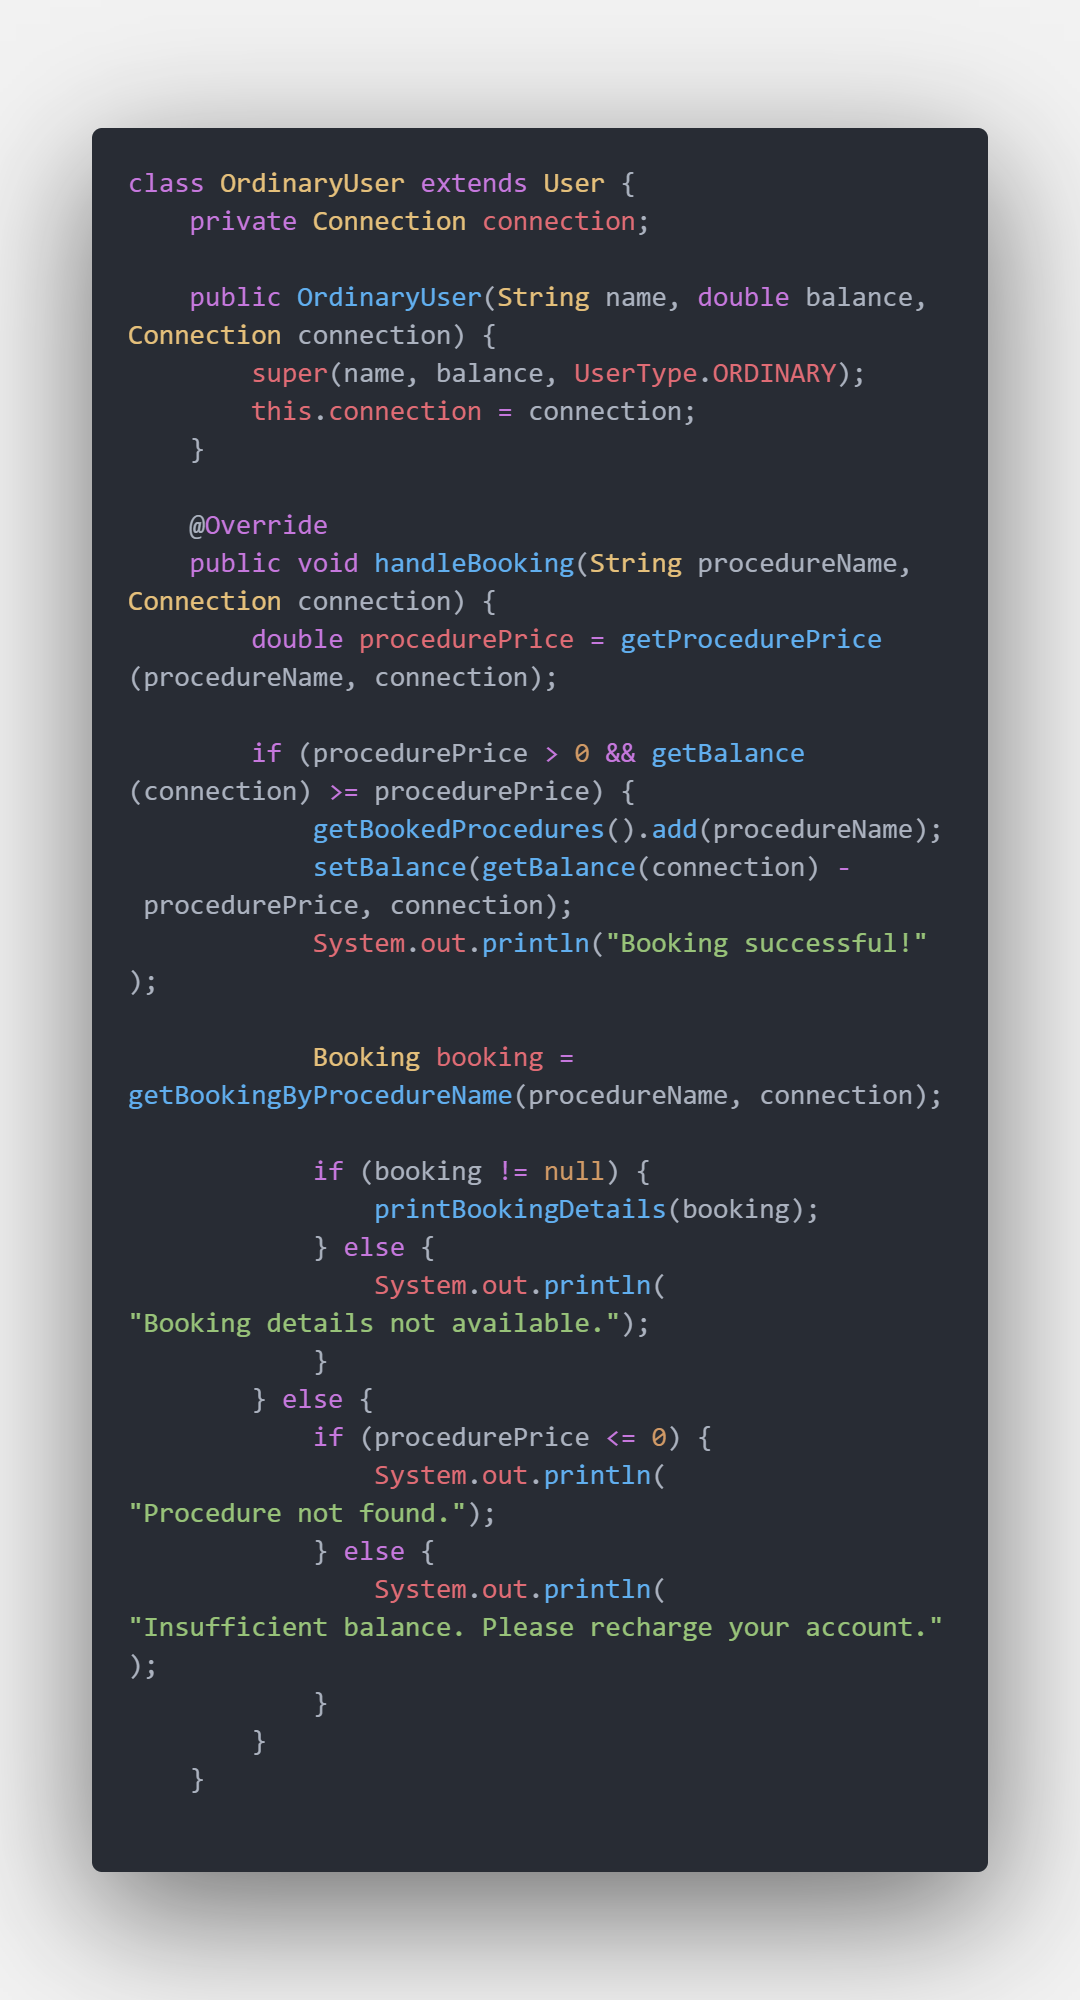 class OrdinaryUser extends User {
    private Connection connection;

    public OrdinaryUser(String name, double balance,
Connection connection) {
        super(name, balance, UserType.ORDINARY);
        this.connection = connection;
    }

    @Override
    public void handleBooking(String procedureName,
Connection connection) {
        double procedurePrice = getProcedurePrice
(procedureName, connection);

        if (procedurePrice > 0 && getBalance
(connection) >= procedurePrice) {
            getBookedProcedures().add(procedureName);
            setBalance(getBalance(connection) -
 procedurePrice, connection);
            System.out.println("Booking successful!"
);

            Booking booking =
getBookingByProcedureName(procedureName, connection);

            if (booking != null) {
                printBookingDetails(booking);
            } else {
                System.out.println(
"Booking details not available.");
            }
        } else {
            if (procedurePrice <= 0) {
                System.out.println(
"Procedure not found.");
            } else {
                System.out.println(
"Insufficient balance. Please recharge your account."
);
            }
        }
    }